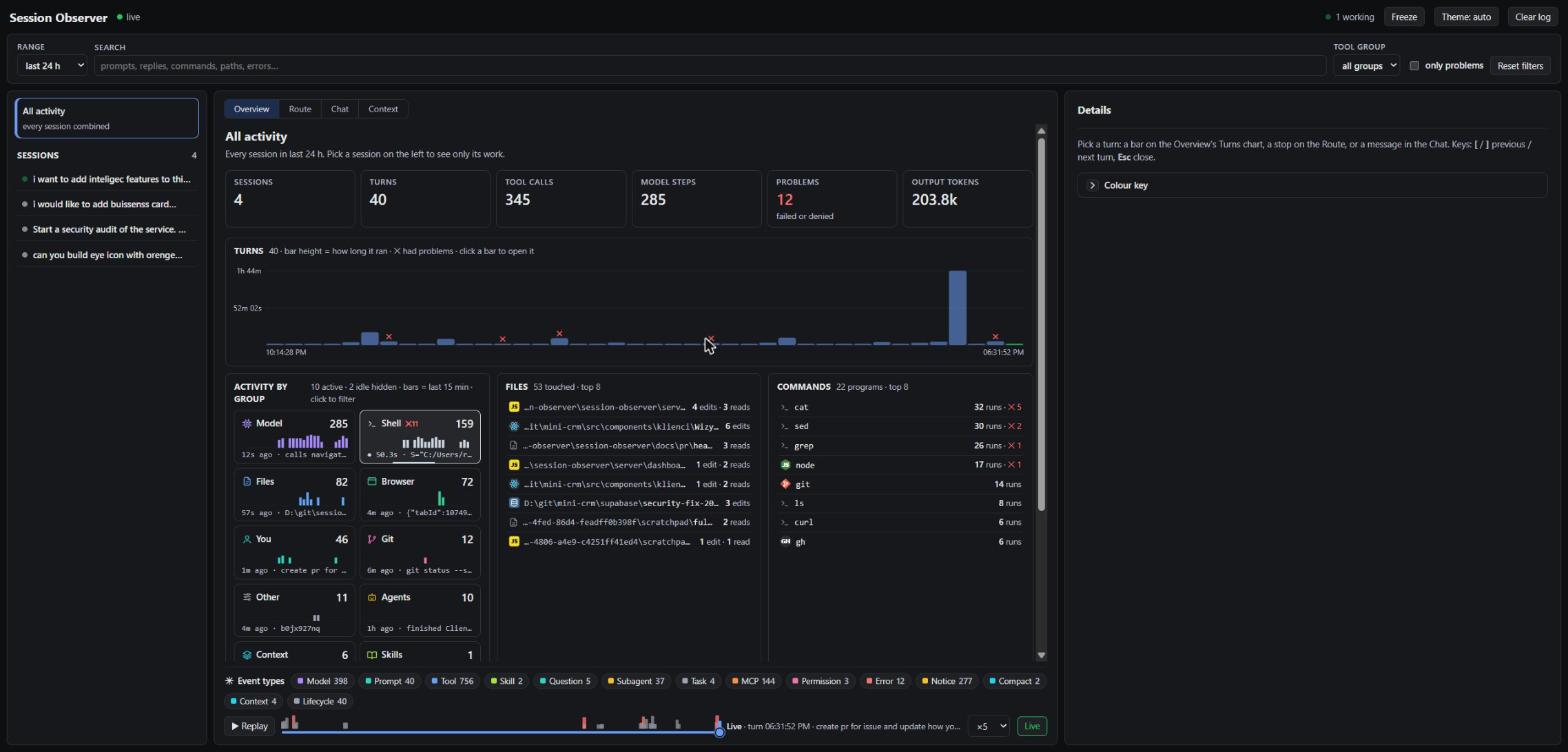 Session Observer
live
1 working
Freeze
Theme: auto
Clear log
RANGE
SEARCH
TOOL GROUP
last 24 h
prompts, replies, commands, paths, errors...
all groups
only problems
Reset filters
All activity
every session combined
SESSIONS 4
i want to add inteligec features to thi...
I would like to add buissenss card...
Start a security audit of the service. ...
can you build eye icon with orenge...
Overview
Route
Chat
Context
All activity
Every session in last 24 h. Pick a session on the left to see only its work.
SESSIONS
4
TURNS
40
TOOL CALLS
345
MODEL STEPS
285
PROBLEMS
12
failed or denied
OUTPUT TOKENS
203.8k
TURNS 40 · bar height = how long it ran · × had problems · click a bar to open it
1h 44m
52m 02s
10:14:28 PM
06:31:52 PM
ACTIVITY BY GROUP
10 active · 2 idle hidden · bars = last 15 min ·
click to filter
Model 285
12s ago · calls navigat...
Shell ×11 159
50.3s · S="C:/Users/r...
Files 82
57s ago · D:\git\sessio...
Browser 72
4m ago · {"tabId":10749...
You 46
1m ago · create pr for ...
Git 12
6m ago · git status --s...
Other 11
4m ago · b0jx927nq
Agents 10
1h ago · finished Clien...
Context 6
Skills 1
FILES 53 touched · top 8
…n-observer\session-observer\serv... 4 edits · 3 reads
…it\mini-crm\src\components\klienci\Wizy... 6 edits
…-observer\session-observer\docs\pr\hea... 3 reads
…\session-observer\server\dashboa... 1 edit · 2 reads
…it\mini-crm\src\components\klien... 1 edit · 2 reads
D:\git\mini-crm\supabase\security-fix-20... 3 edits
…-4fed-86d4-feadff0b398f\scratchpad\ful... 2 reads
…-4806-a4e9-c4251ff41ed4\scratchpa... 1 edit · 1 read
COMMANDS 22 programs · top 8
cat 32 runs · × 5
sed 30 runs · × 2
grep 26 runs · × 1
node 17 runs · × 1
git 14 runs
ls 8 runs
curl 6 runs
gh 6 runs
Event types
Model 398
Prompt 40
Tool 756
Skill 2
Question 5
Subagent 37
Task 4
MCP 144
Permission 3
Error 12
Notice 277
Compact 2
Context 4
Lifecycle 40
Replay
Live · turn 06:31:52 PM · create pr for issue and update how yo...
×5
Live
Details
Pick a turn: a bar on the Overview's Turns chart, a stop on the Route, or a message in the Chat. Keys: [ / ] previous /
next turn, Esc close.
Colour key